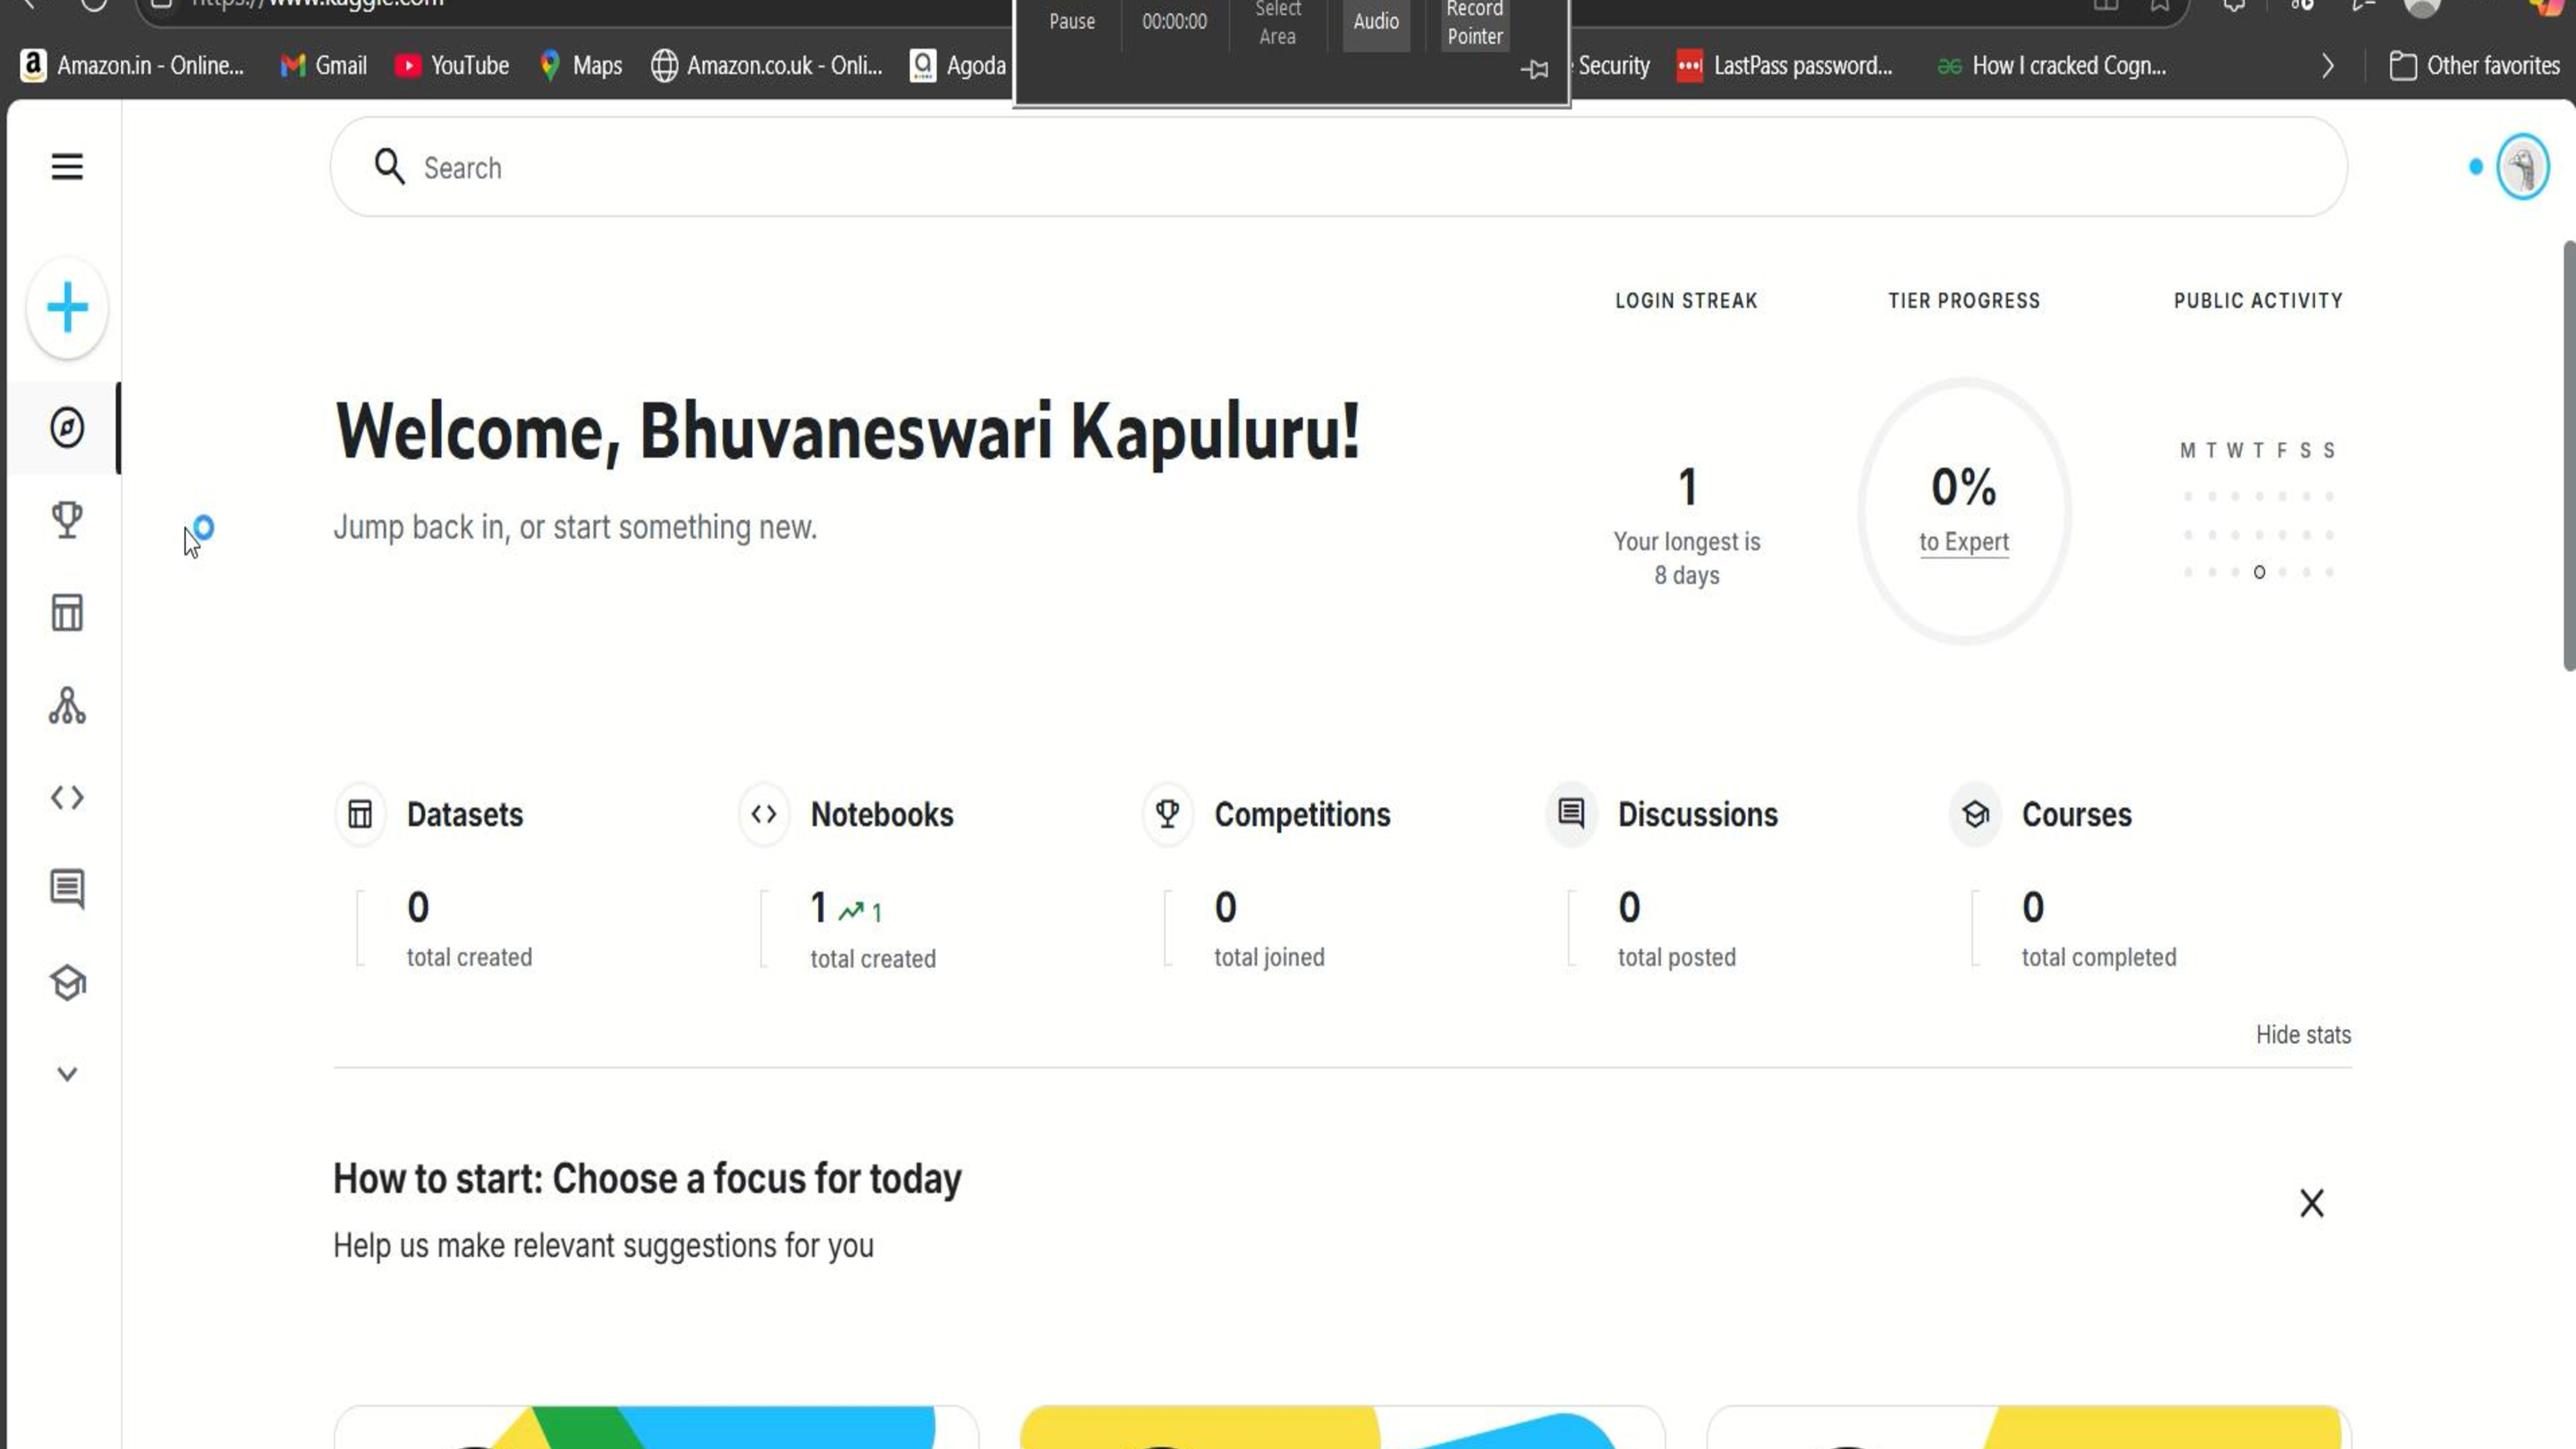 https://www.kaggle.com
Pause
00:00:00
Select
Area
Audio
Record
Pointer
Amazon.in - Online...
Gmail
YouTube
Maps
Amazon.co.uk - Onli...
Agoda
Security
LastPass password...
How I cracked Cogn...
Other favorites
Search
LOGIN STREAK
TIER PROGRESS
PUBLIC ACTIVITY
Welcome, Bhuvaneswari Kapuluru!
Jump back in, or start something new.
1
Your longest is
8 days
0%
to Expert
M T W T F S S
Datasets
0
total created
Notebooks
1 1
total created
Competitions
0
total joined
Discussions
0
total posted
Courses
0
total completed
Hide stats
How to start: Choose a focus for today
Help us make relevant suggestions for you